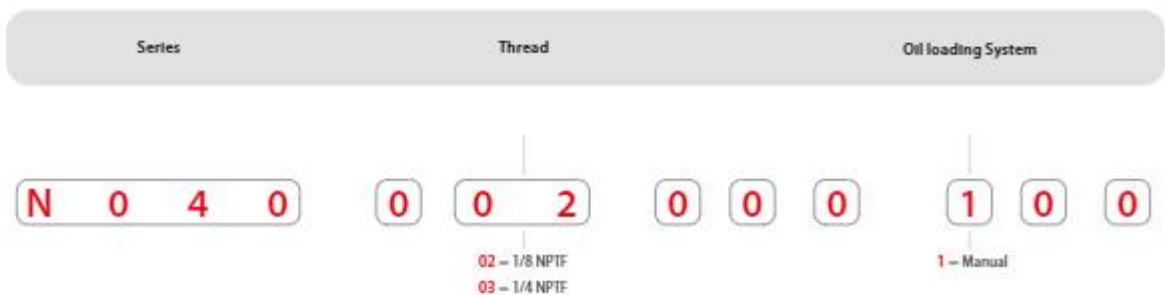 Series Thread Oil loading System
N 0 4 0 0 0 2 0 0 0 1 0 0
02 – 1/8 NPTF 1 – Manual
03 – 1/4 NPTF